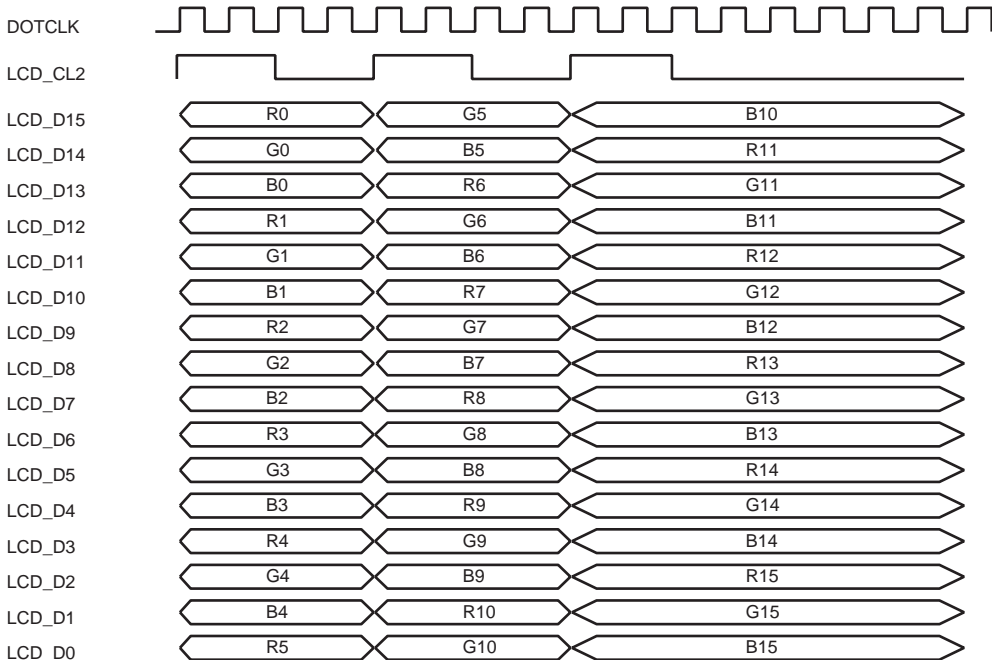 DOTCLK
LCD_CL2
LCD_D15 R0 G5 B10
LCD_D14 G0 B5 R11
LCD_D13 B0 R6 G11
LCD_D12 R1 G6 B11
LCD_D11 G1 B6 R12
LCD_D10 B1 R7 G12
LCD_D9 R2 G7 B12
LCD_D8 G2 B7 R13
LCD_D7 B2 R8 G13
LCD_D6 R3 G8 B13
LCD_D5 G3 B8 R14
LCD_D4 B3 R9 G14
LCD_D3 R4 G9 B14
LCD_D2 G4 B9 R15
LCD_D1 B4 R10 G15
LCD_D0 R5 G10 B15